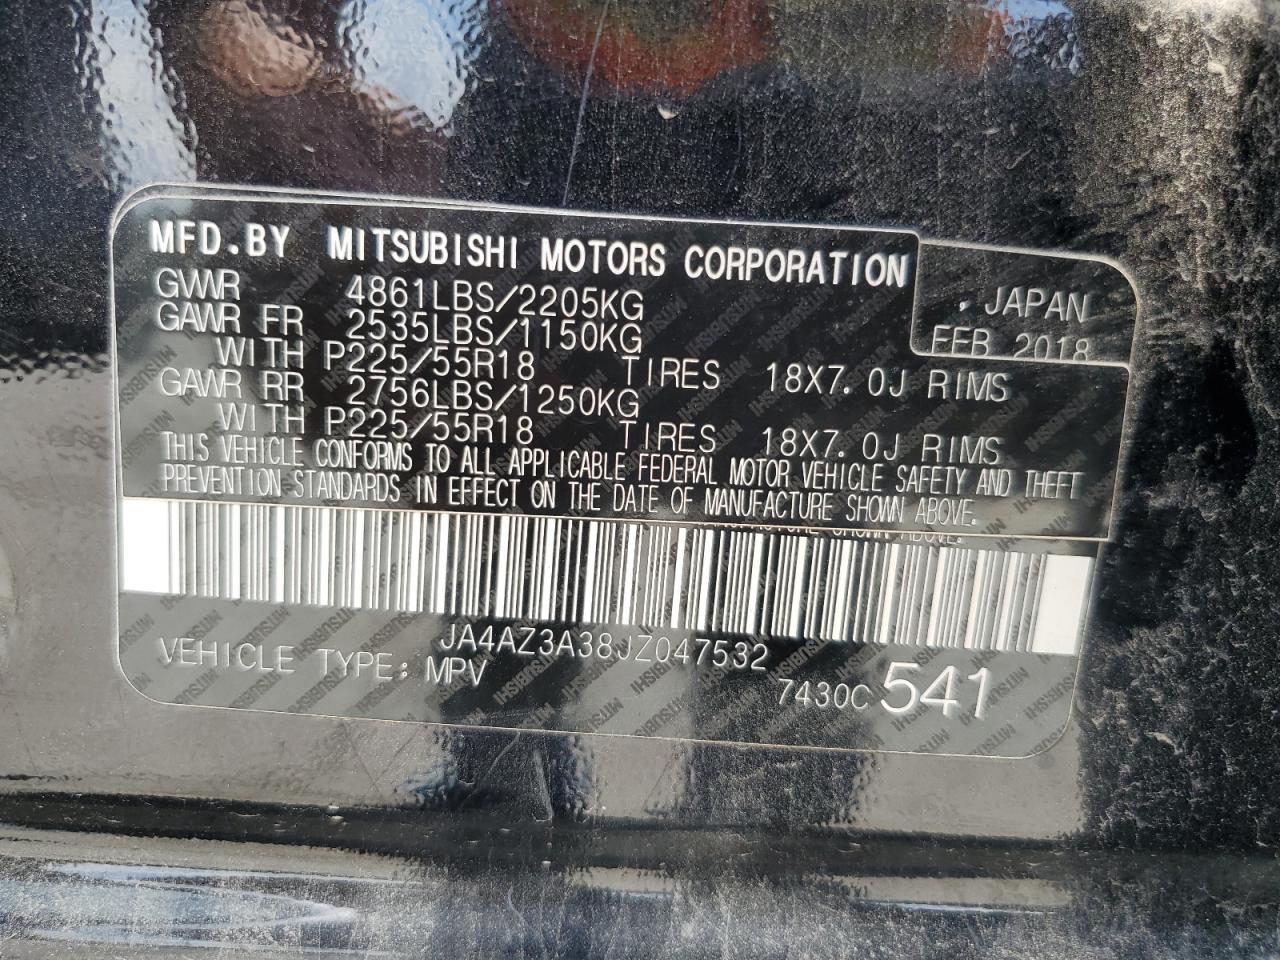 MFD.BY MITSUBISHI MOTORS CORPORATION
. JAPAN
GVWR 4861LBS/2205KG
FEB 2018
GAWR FR 2535LBS/1150KG
WITH P225/55R18 TIRES 18X7.0J RIMS
GAWR RR 2756LBS/1250KG
WITH P225/55R18 TIRES 18X7.0J RIMS
THIS VEHICLE CONFORMS TO ALL APPLICABLE FEDERAL MOTOR VEHICLE SAFETY AND THEFT
PREVENTION STANDARDS IN EFFECT ON THE DATE OF MANUFACTURE SHOWN ABOVE.
JA4AZ3A38JZ047532
VEHICLE TYPE: MPV
7430C 541